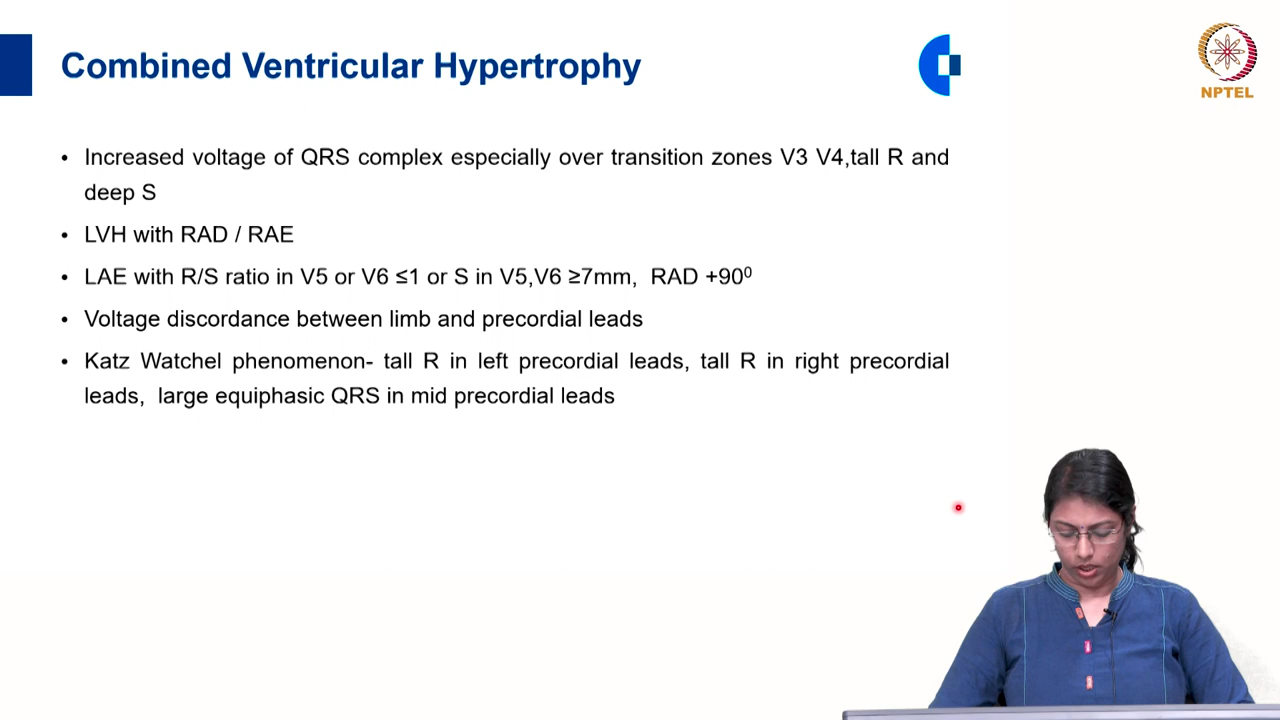 Combined Ventricular Hypertrophy
NPTEL
• Increased voltage of QRS complex especially over transition zones V3 V4,tall R and
deep S
• LVH with RAD / RAE
• LAE with R/S ratio in V5 or V6 ≤1 or S in V5,V6 ≥7mm, RAD +90⁰
• Voltage discordance between limb and precordial leads
• Katz Watchel phenomenon- tall R in left precordial leads, tall R in right precordial
leads, large equiphasic QRS in mid precordial leads